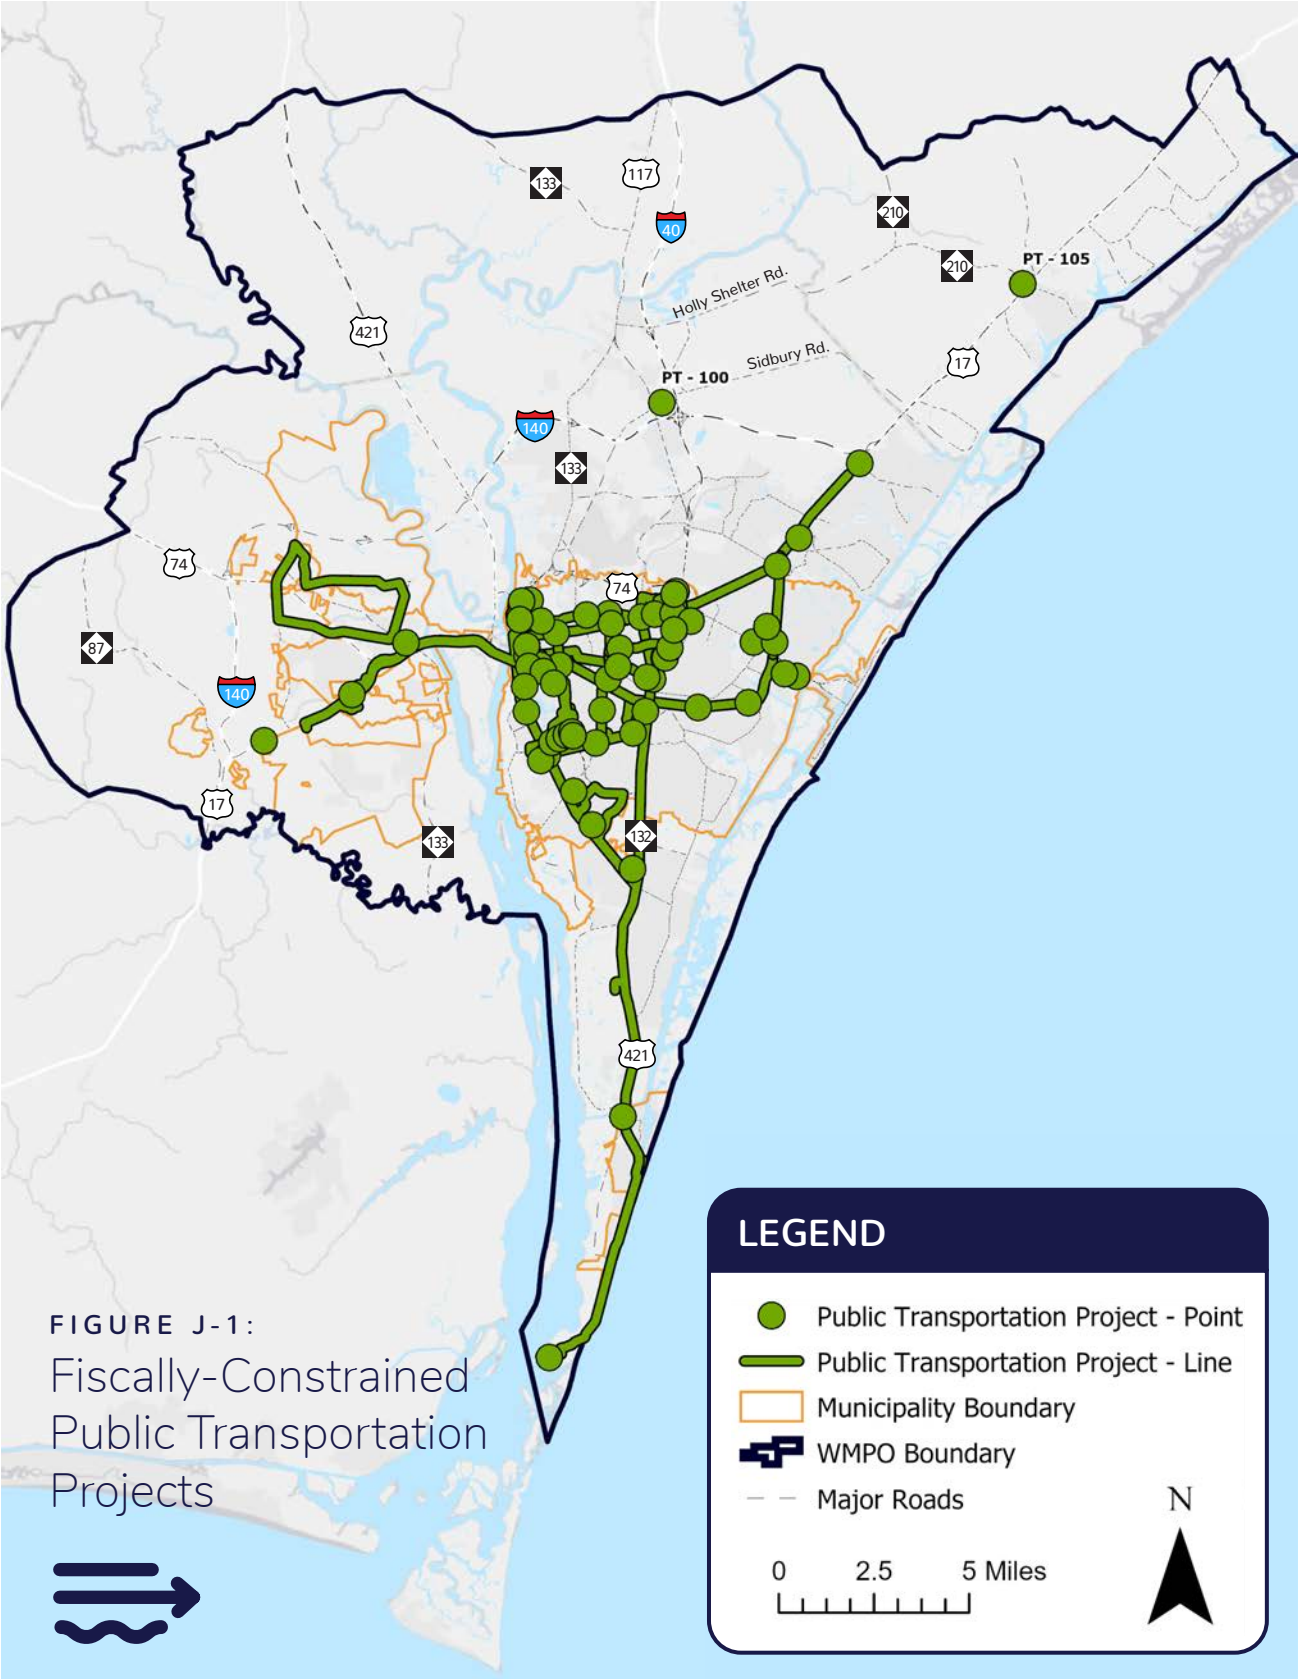 133
117
40
210
210
PT - 105
Holly Shelter Rd.
421
Sidbury Rd.
17
PT - 100
140
133
74
74
87
140
17
133
132
421
LEGEND
Public Transportation Project - Point
Public Transportation Project - Line
Municipality Boundary
WMPO Boundary
Major Roads
N
0 2.5 5 Miles
FIGURE J-1:
Fiscally-Constrained
Public Transportation
Projects